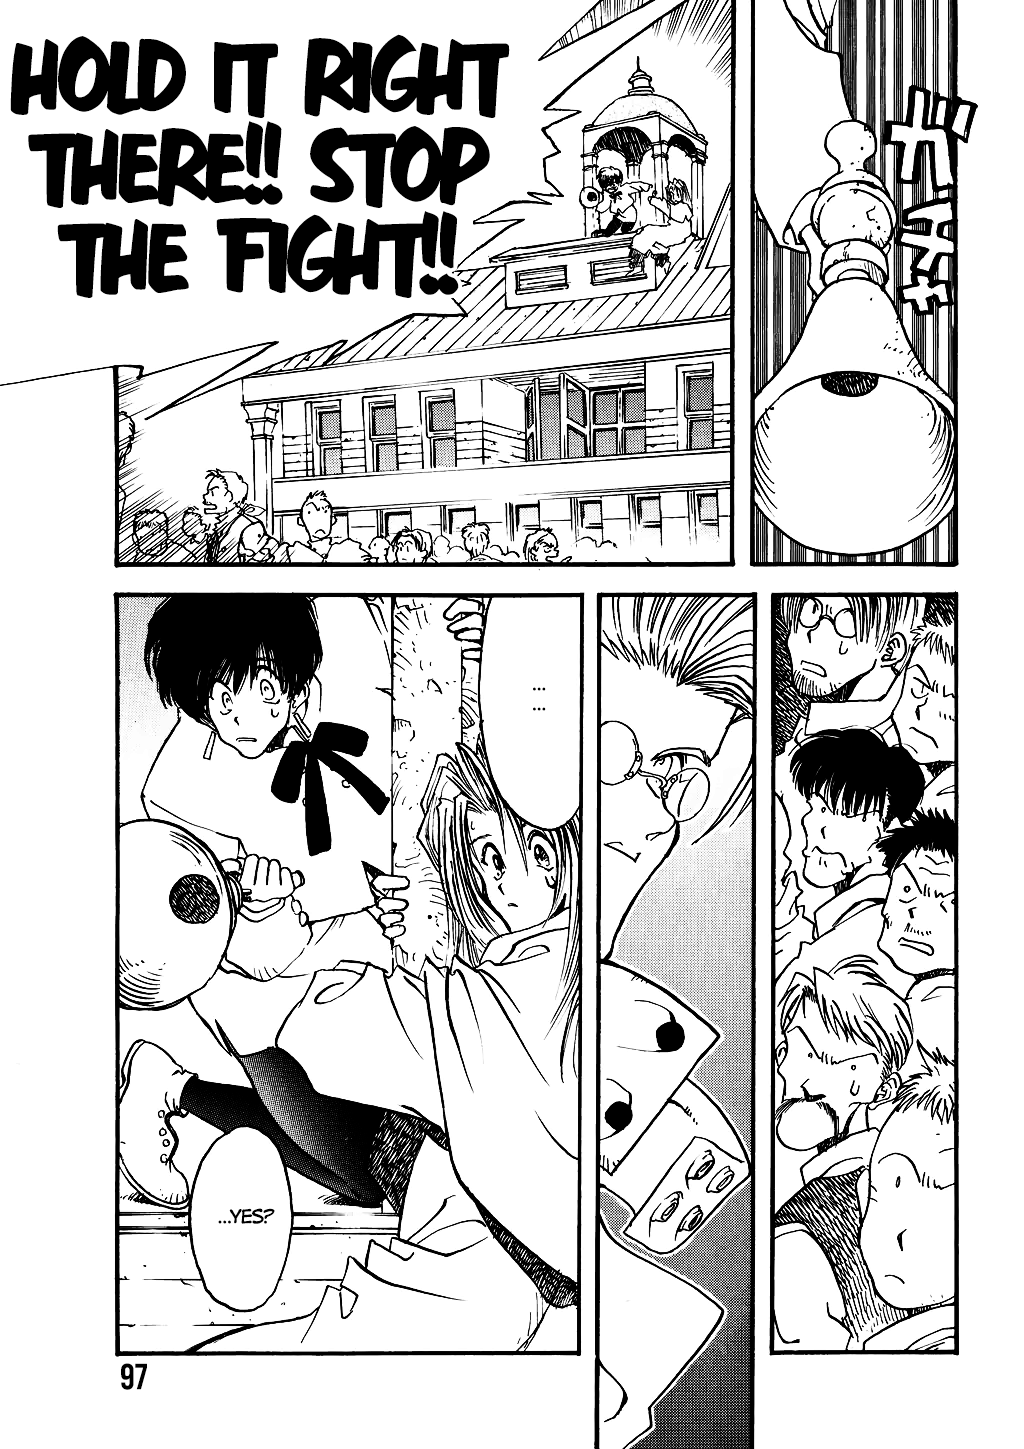 ガチャ
HOLD IT RIGHT
THERE!! STOP
THE FIGHT!!
...
...
...YES?
97